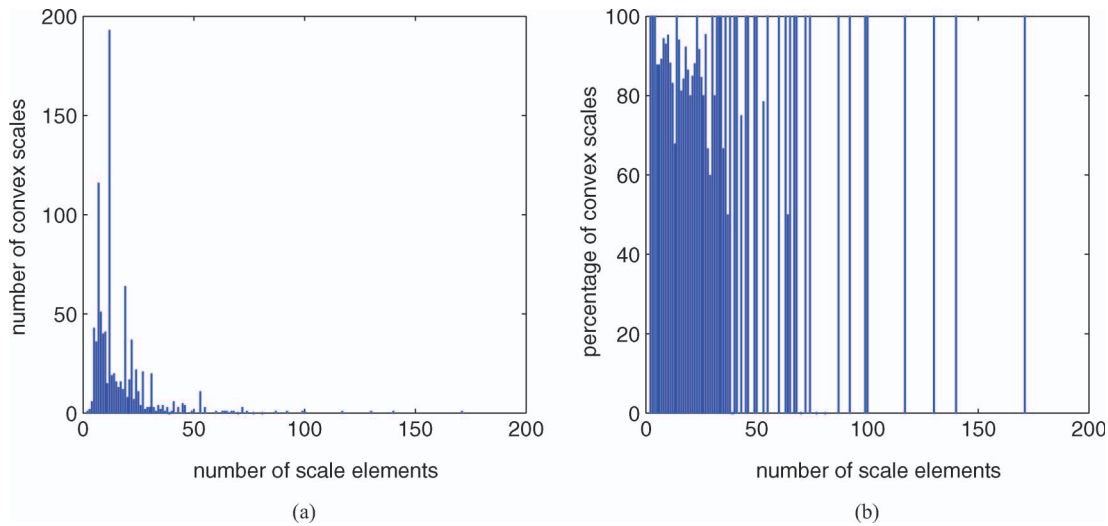 200
150
100
50
0
number of convex scales
0 50 100 150 200
number of scale elements
(a)
100
80
60
40
20
0
percentage of convex scales
0 50 100 150 200
number of scale elements
(b)